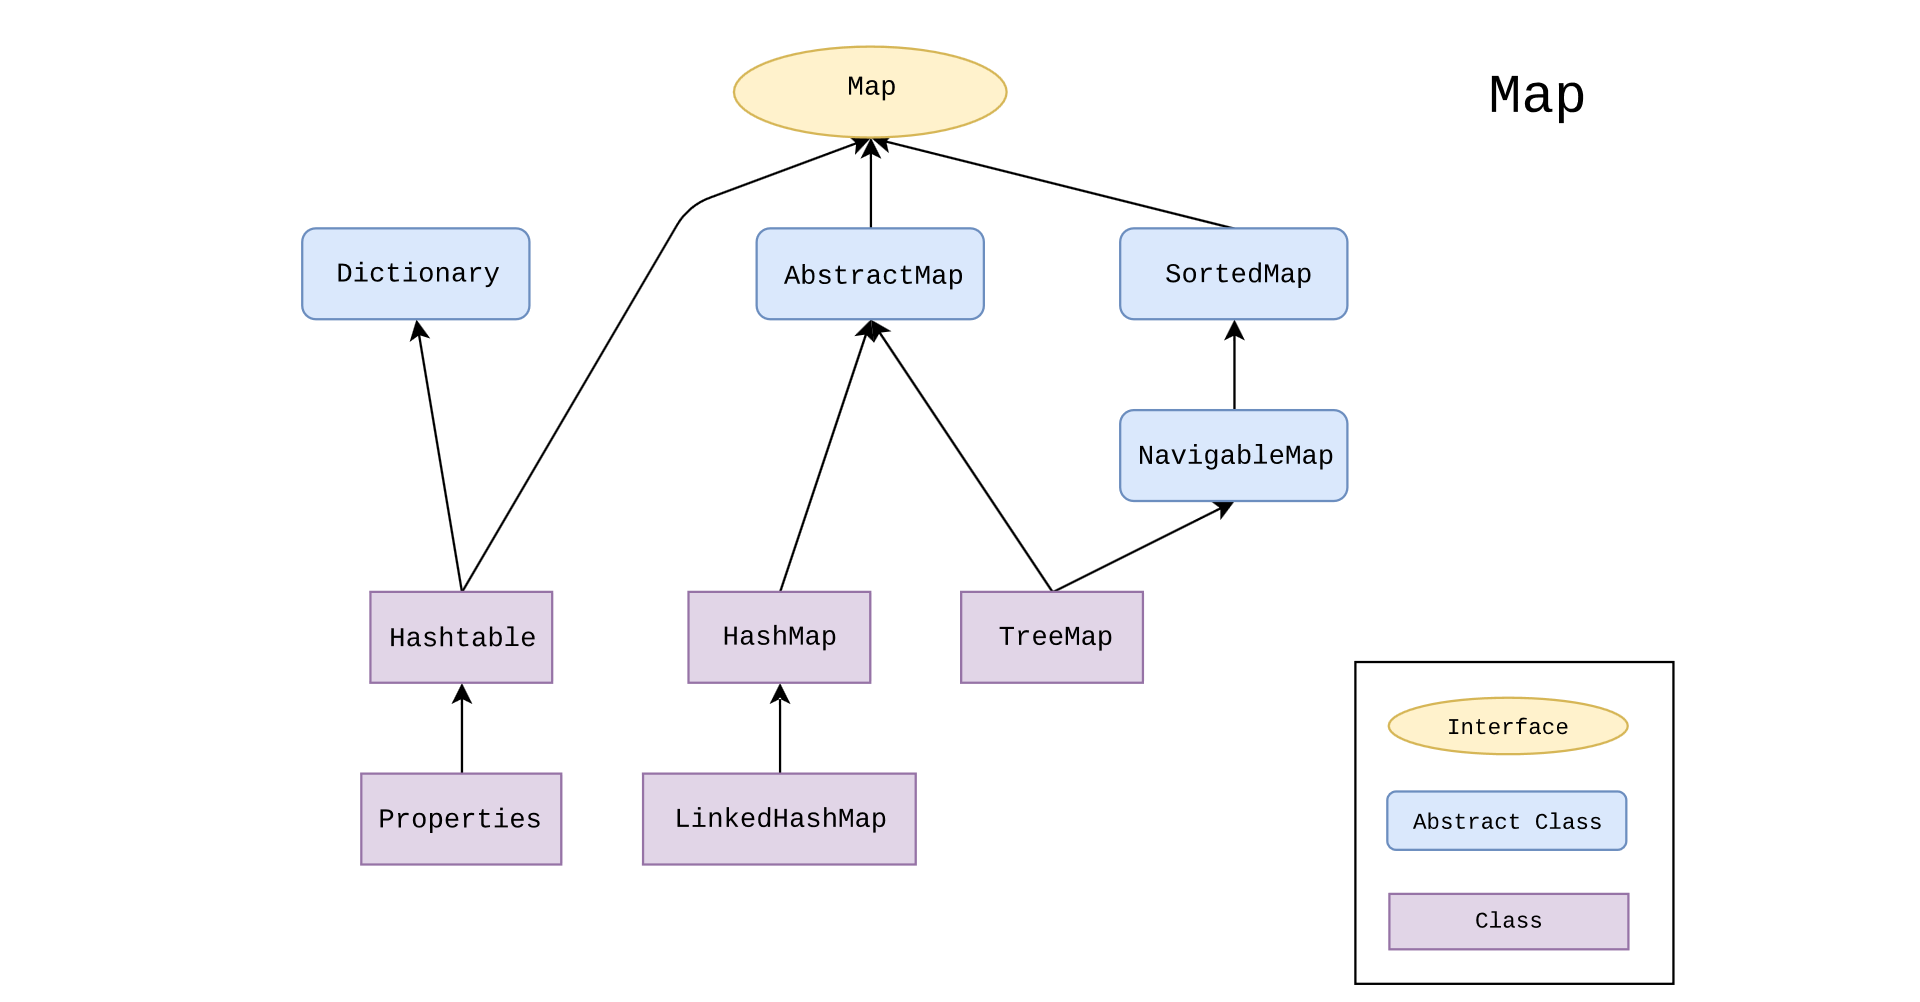 Map
Map
Dictionary
AbstractMap
SortedMap
NavigableMap
Hashtable
HashMap
TreeMap
Properties
LinkedHashMap
Interface
Abstract Class
Class